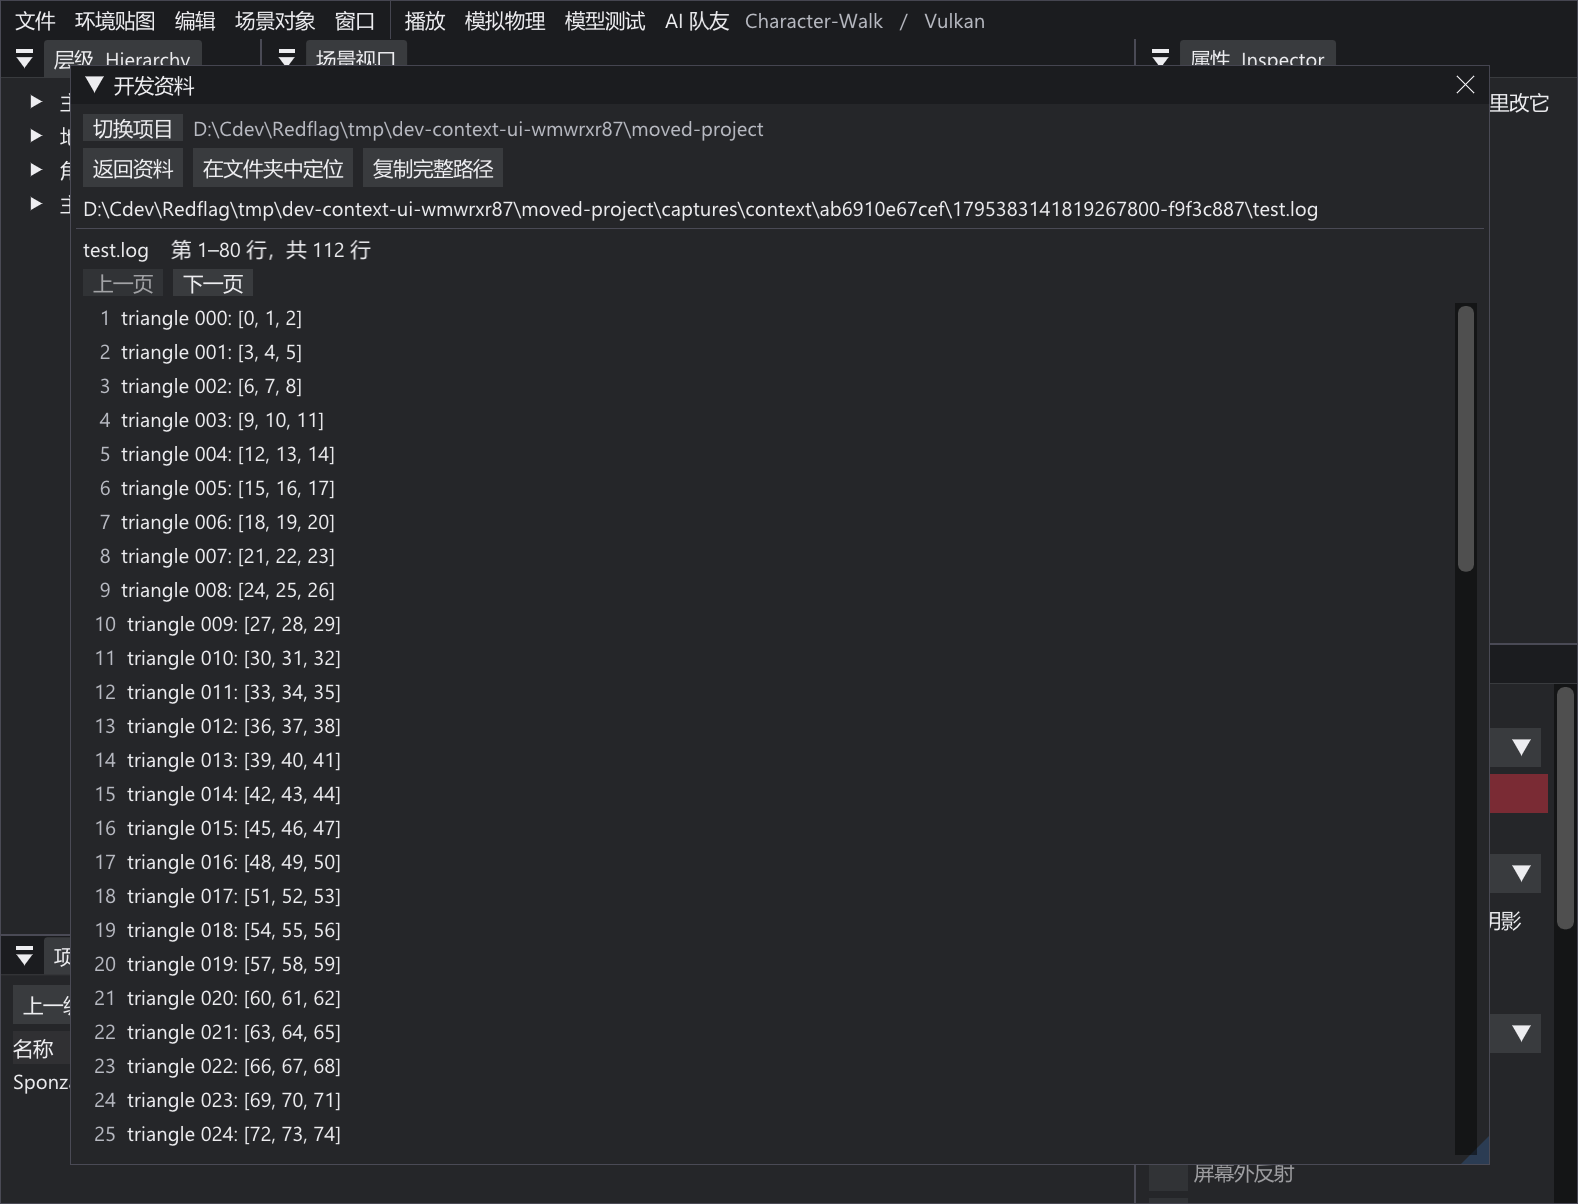 文件 环境贴图 编辑 场景对象 窗口 播放 模拟物理 模型测试 AI 队友 Character-Walk / Vulkan
层级 Hierarchy 场景视口 属性 Inspector
开发资料
切换项目 D:\Cdev\Redflag\tmp\dev-context-ui-wmwrxr87\moved-project
里改它
返回资料 在文件夹中定位 复制完整路径
D:\Cdev\Redflag\tmp\dev-context-ui-wmwrxr87\moved-project\captures\context\ab6910e67cef\1795383141819267800-f9f3c887\test.log
test.log 第 1–80 行，共 112 行
上一页 下一页
1 triangle 000: [0, 1, 2]
2 triangle 001: [3, 4, 5]
3 triangle 002: [6, 7, 8]
4 triangle 003: [9, 10, 11]
5 triangle 004: [12, 13, 14]
6 triangle 005: [15, 16, 17]
7 triangle 006: [18, 19, 20]
8 triangle 007: [21, 22, 23]
9 triangle 008: [24, 25, 26]
10 triangle 009: [27, 28, 29]
11 triangle 010: [30, 31, 32]
12 triangle 011: [33, 34, 35]
13 triangle 012: [36, 37, 38]
14 triangle 013: [39, 40, 41]
15 triangle 014: [42, 43, 44]
16 triangle 015: [45, 46, 47]
17 triangle 016: [48, 49, 50]
18 triangle 017: [51, 52, 53]
19 triangle 018: [54, 55, 56]
20 triangle 019: [57, 58, 59]
21 triangle 020: [60, 61, 62]
22 triangle 021: [63, 64, 65]
23 triangle 022: [66, 67, 68]
24 triangle 023: [69, 70, 71]
25 triangle 024: [72, 73, 74]
阴影
项
上一级
名称
Sponza
屏幕外反射